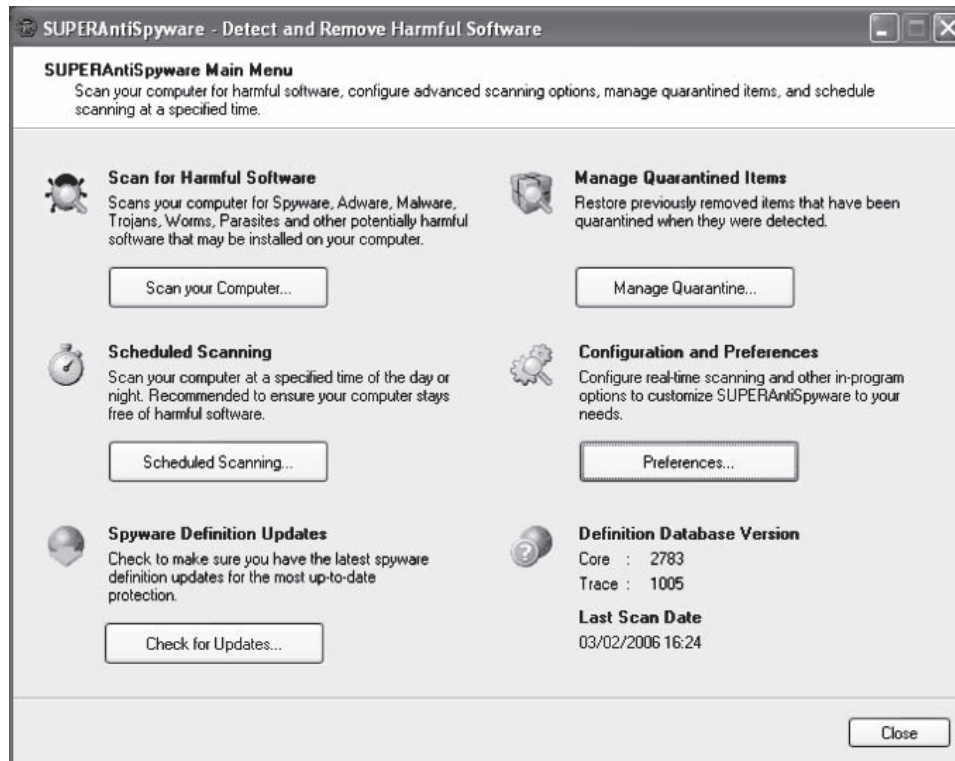 SUPERAntiSpyware - Detect and Remove Harmful Software
SUPERAntiSpyware Main Menu
Scan your computer for harmful software, configure advanced scanning options, manage quarantined items, and schedule
scanning at a specified time.
Scan for Harmful Software
Scans your computer for Spyware, Adware, Malware,
Trojans, Worms, Parasites and other potentially harmful
software that may be installed on your computer.
Scan your Computer...
Manage Quarantined Items
Restore previously removed items that have been
quarantined when they were detected.
Manage Quarantine...
Scheduled Scanning
Scan your computer at a specified time of the day or
night. Recommended to ensure your computer stays
free of harmful software.
Scheduled Scanning...
Configuration and Preferences
Configure real-time scanning and other in-program
options to customize SUPERAntiSpyware to your
needs.
Preferences...
Spyware Definition Updates
Check to make sure you have the latest spyware
definition updates for the most up-to-date
protection.
Check for Updates...
Definition Database Version
Core : 2783
Trace : 1005
Last Scan Date
03/02/2006 16:24
Close